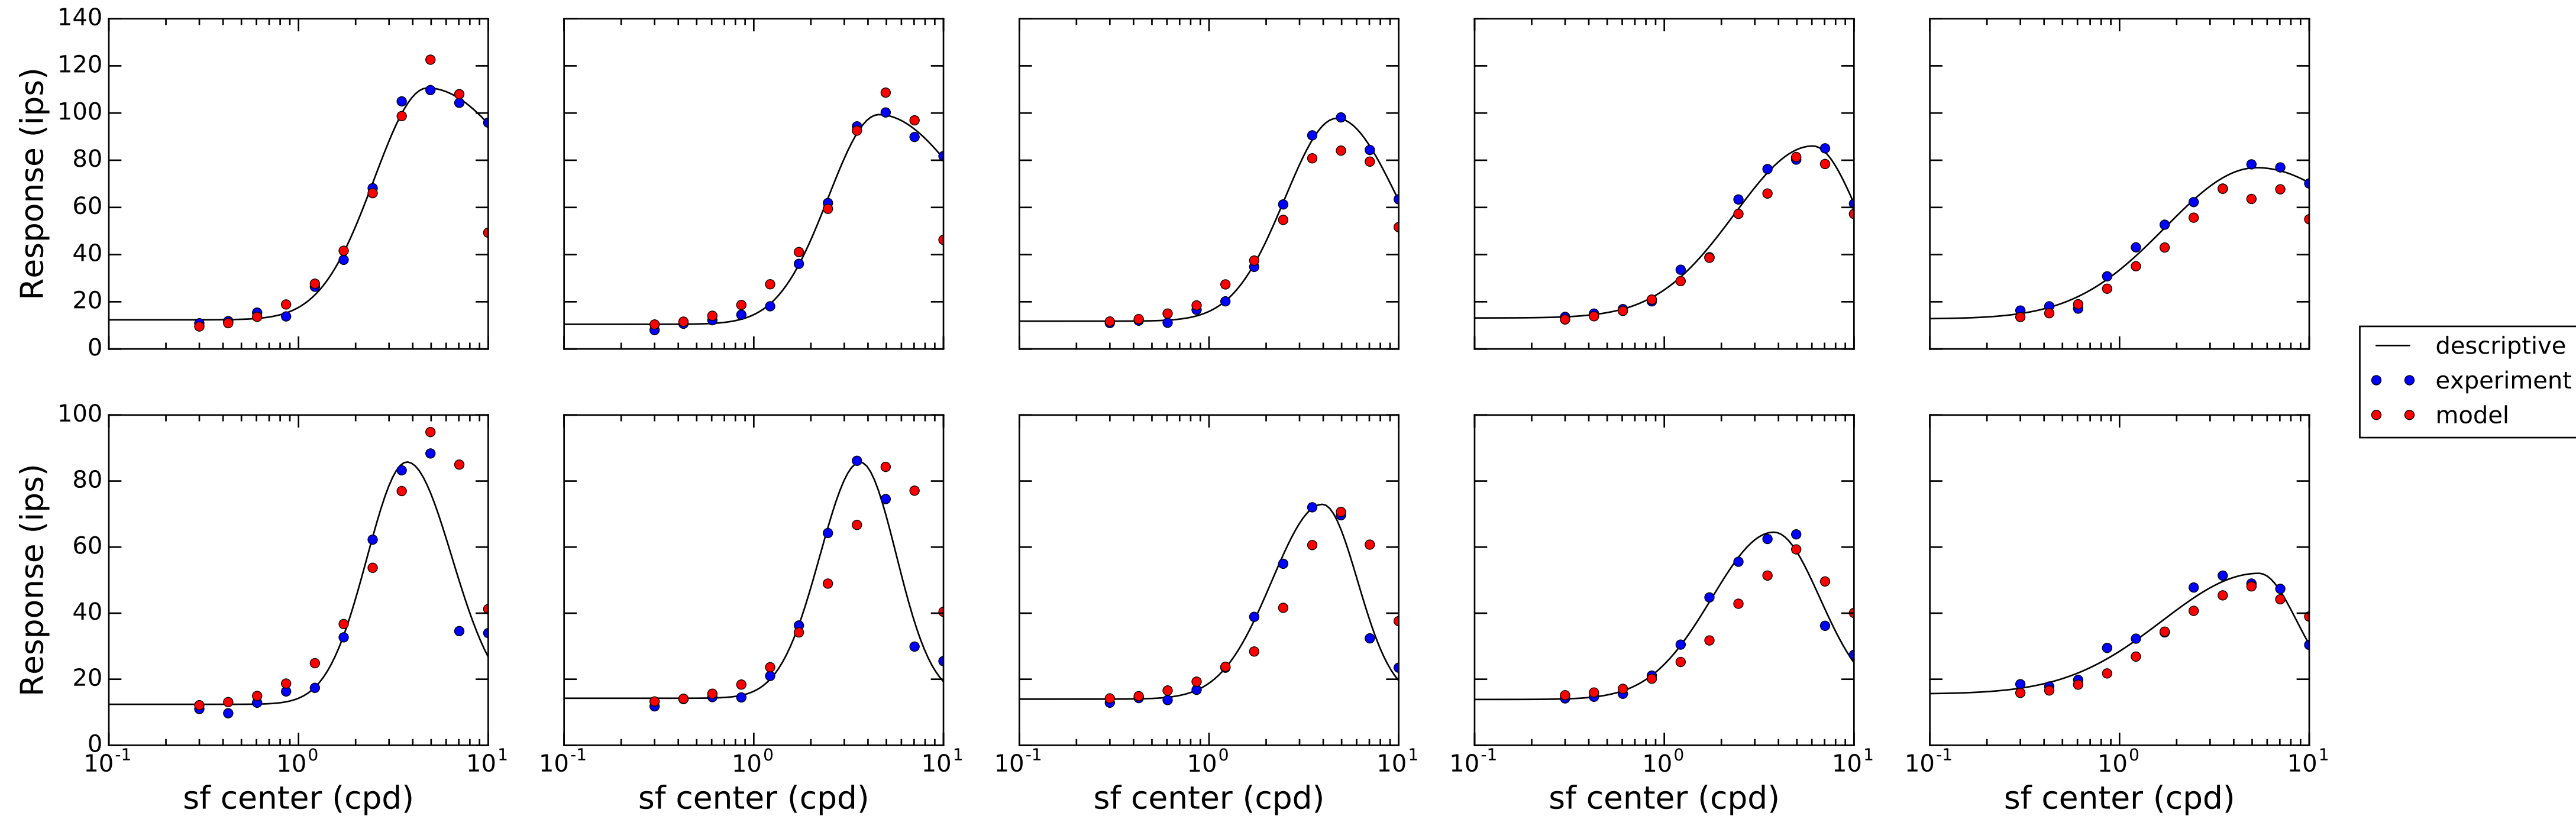 140
120
100
80
60
40
20
0
Response (ips)
descriptive
experiment
model
100
80
60
40
20
0
Response (ips)
10^-1 10^0 10^1 10^-1 10^0 10^1 10^-1 10^0 10^1 10^-1 10^0 10^1 10^-1 10^0 10^1
sf center (cpd) sf center (cpd) sf center (cpd) sf center (cpd) sf center (cpd)